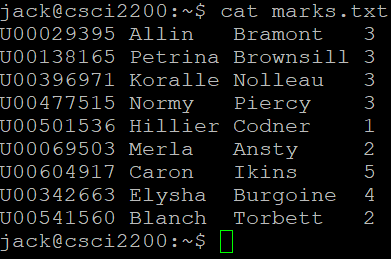 jack@csci2200:~$ cat marks.txt
U00029395 Allin   Bramont  3
U00138165 Petrina Brownsill 3
U00396971 Koralle Nolleau  3
U00477515 Normy   Piercy   3
U00501536 Hillier Codner   1
U00069503 Merla   Ansty    2
U00604917 Caron   Ikins    5
U00342663 Elysha  Burgoine 4
U00541560 Blanch  Torbett  2
jack@csci2200:~$